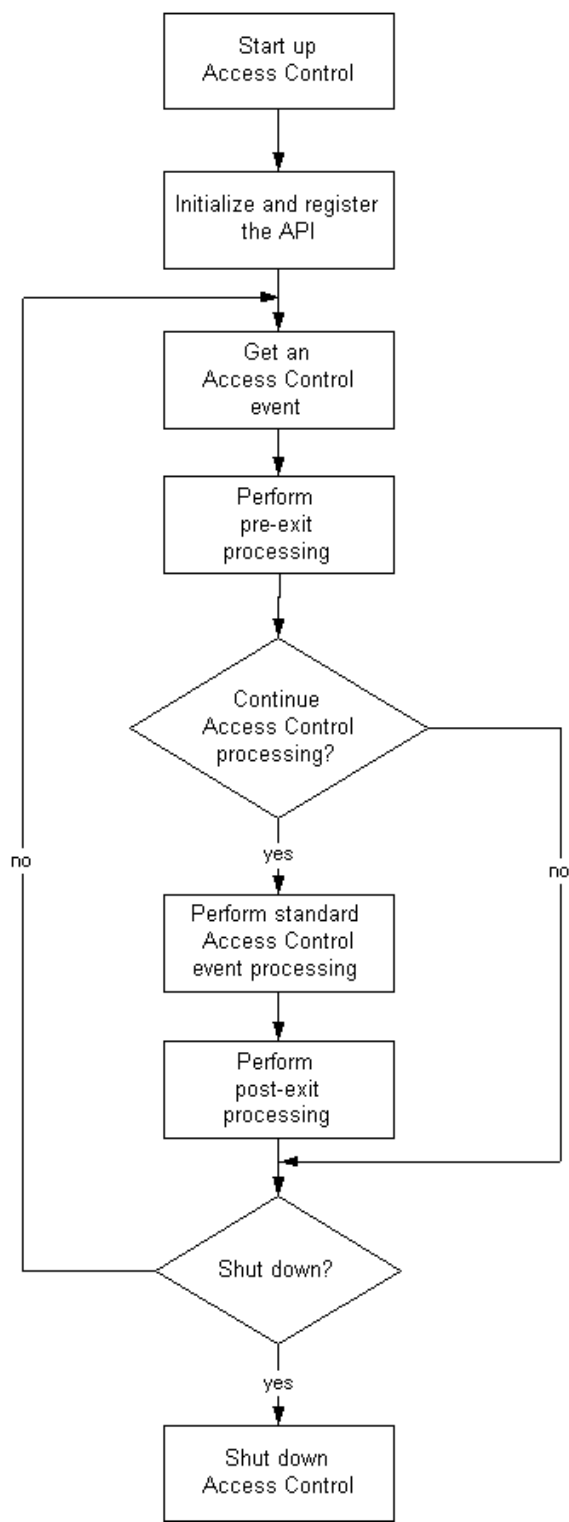 Start up
Access Control
Initialize and register
the API
Get an
Access Control
event
Perform
pre-exit
processing
Continue
Access Control
processing?
yes
no
no
Perform standard
Access Control
event processing
Perform
post-exit
processing
Shut down?
yes
Shut down
Access Control